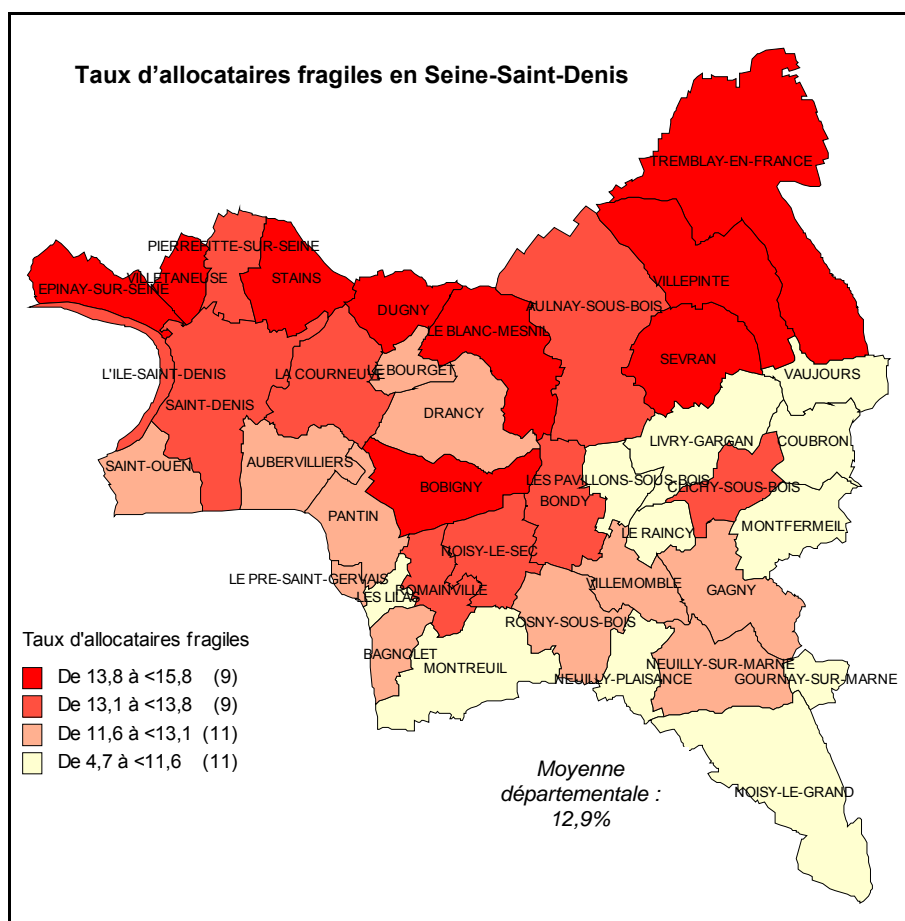 Taux d'allocataires fragiles en Seine-Saint-Denis
TREMBLAY-EN-FRANCE
PIERREFITTE-SUR-SEINE
VILLETANEUSE
STAINS
EPINAY-SUR-SEINE
VILLEPINTE
DUGNY
AULNAY-SOUS-BOIS
LE BLANC-MESNIL
SEVRAN
L'ILE-SAINT-DENIS
LA COURNEUVE
LE BOURGET
VAUJOURS
SAINT-DENIS
DRANCY
LIVRY-GARGAN
COUBRON
SAINT-OUEN
AUBERVILLIERS
BOBIGNY
LES PAVILLONS-SOUS-BOIS
CLICHY-SOUS-BOIS
BONDY
PANTIN
LE RAINCY
MONTFERMEIL
NOISY-LE-SEC
LE PRE-SAINT-GERVAIS
ROMAINVILLE
VILLEMOMBLE
GAGNY
LES LILAS
ROSNY-SOUS-BOIS
BAGNOLET
MONTREUIL
NEUILLY-SUR-MARNE
NEUILLY-PLAISANCE
GOURNAY-SUR-MARNE
NOISY-LE-GRAND
Taux d'allocataires fragiles
De 13,8 à <15,8 (9)
De 13,1 à <13,8 (9)
De 11,6 à <13,1 (11)
De 4,7 à <11,6 (11)
Moyenne
départementale :
12,9%